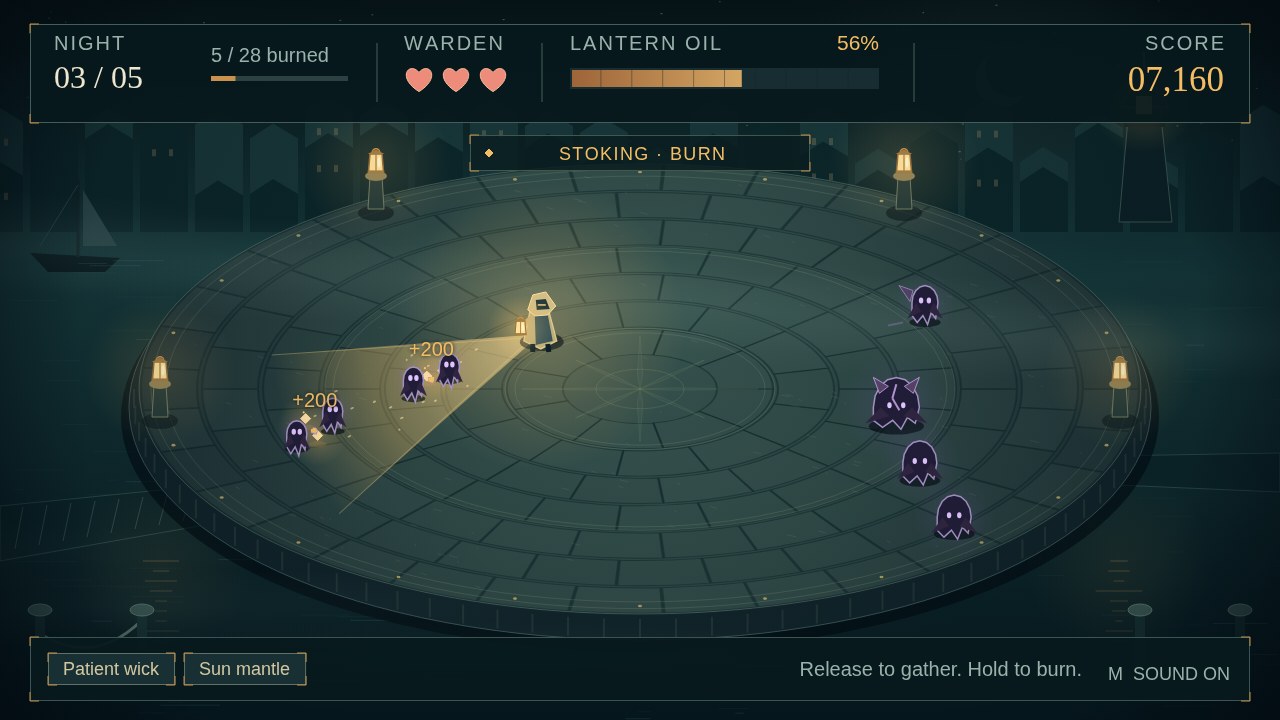 NIGHT
03 / 05
5 / 28 burned
WARDEN
LANTERN OIL
56%
SCORE
07,160
STOKING · BURN
+200
+200
Patient wick
Sun mantle
Release to gather. Hold to burn.
M SOUND ON